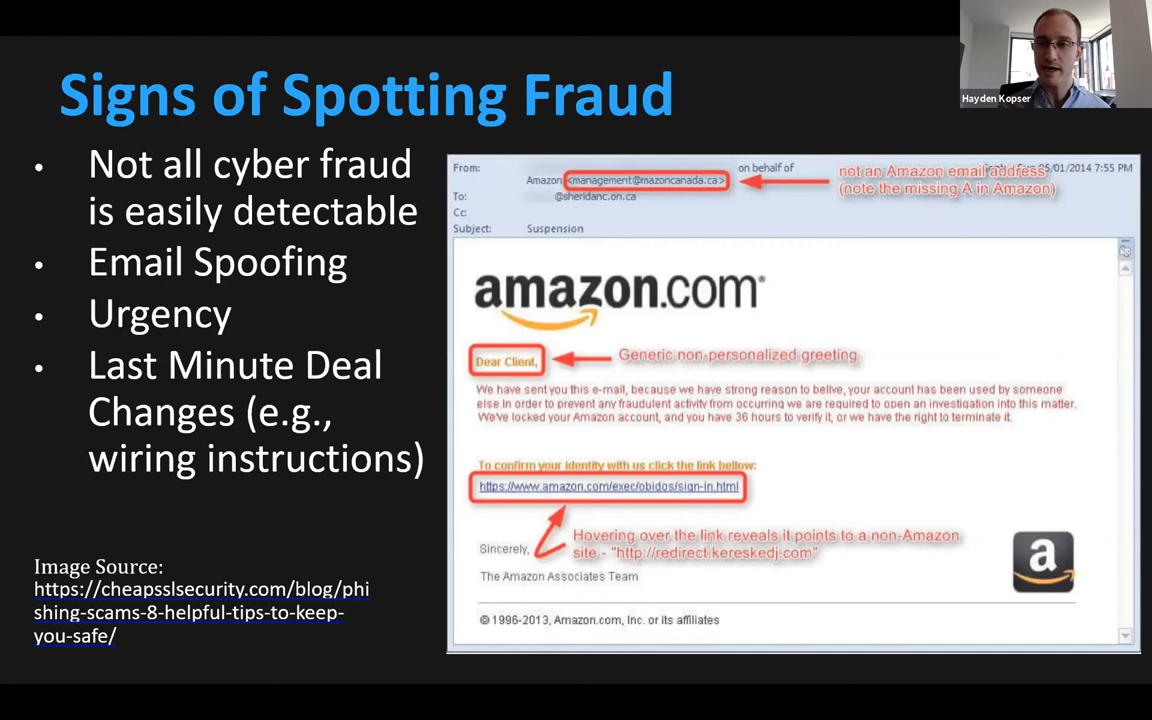 Signs of Spotting Fraud
Hayden Kopser
• Not all cyber fraud
is easily detectable
• Email Spoofing
• Urgency
• Last Minute Deal
Changes (e.g.,
wiring instructions)
Image Source:
https://cheapsslsecurity.com/blog/phi
shing-scams-8-helpful-tips-to-keep-
you-safe/
From: on behalf of
Amazon <management@mazoncanada.ca>
not an Amazon email address
(note the missing A in Amazon)
05/01/2014 7:55 PM
To: @sheridanc.on.ca
Cc:
Subject: Suspension
amazon.com®
Dear Client,
Generic non-personalized greeting
We have sent you this e-mail, because we have strong reason to belive, your account has been used by someone
else.In order to prevent any fraudulent activity from occurring we are required to open an investigation into this matter.
We've locked your Amazon account, and you have 36 hours to verify it, or we have the right to terminate it.
To confirm your identity with us click the link bellow:
https://www.amazon.com/exec/obidos/sign-in.html
Hovering over the link reveals it points to a non-Amazon
site - "http://redirect.kereskedj.com"
Sincerely,
The Amazon Associates Team
a
© 1996-2013, Amazon.com, Inc. or its affiliates